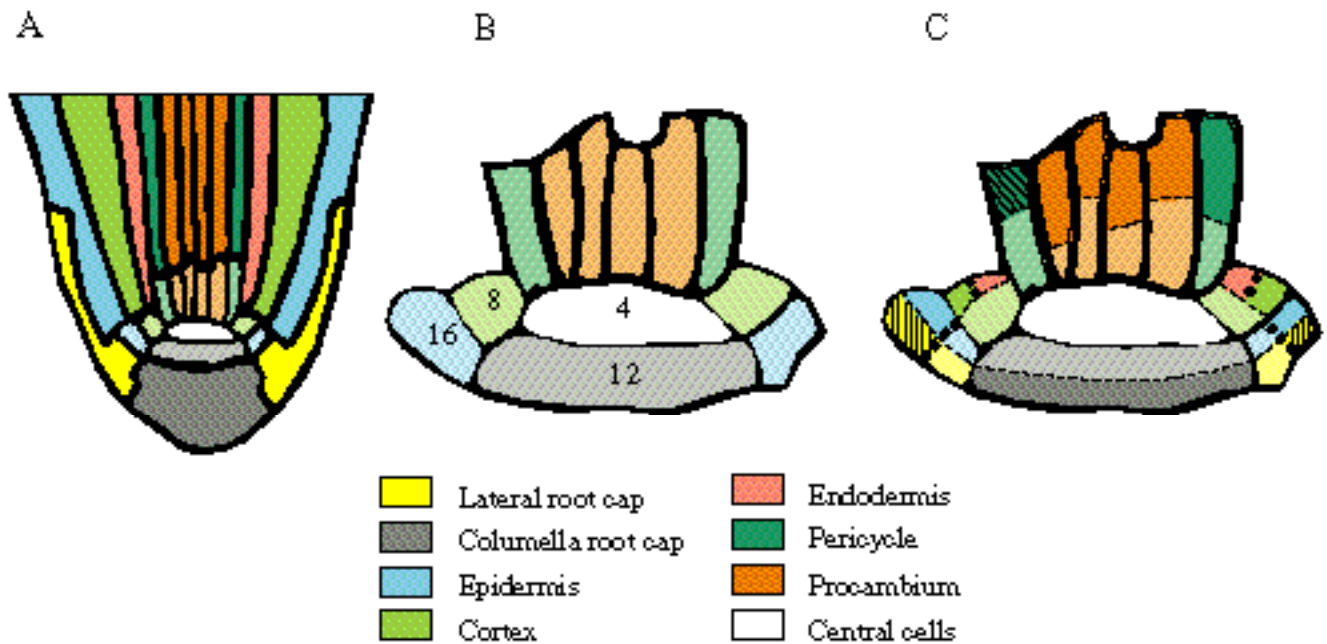 A
B
C
8
4
16
12
Lateral root cap
Endodermis
Columella root cap
Pericycle
Epidermis
Procambium
Cortex
Central cells